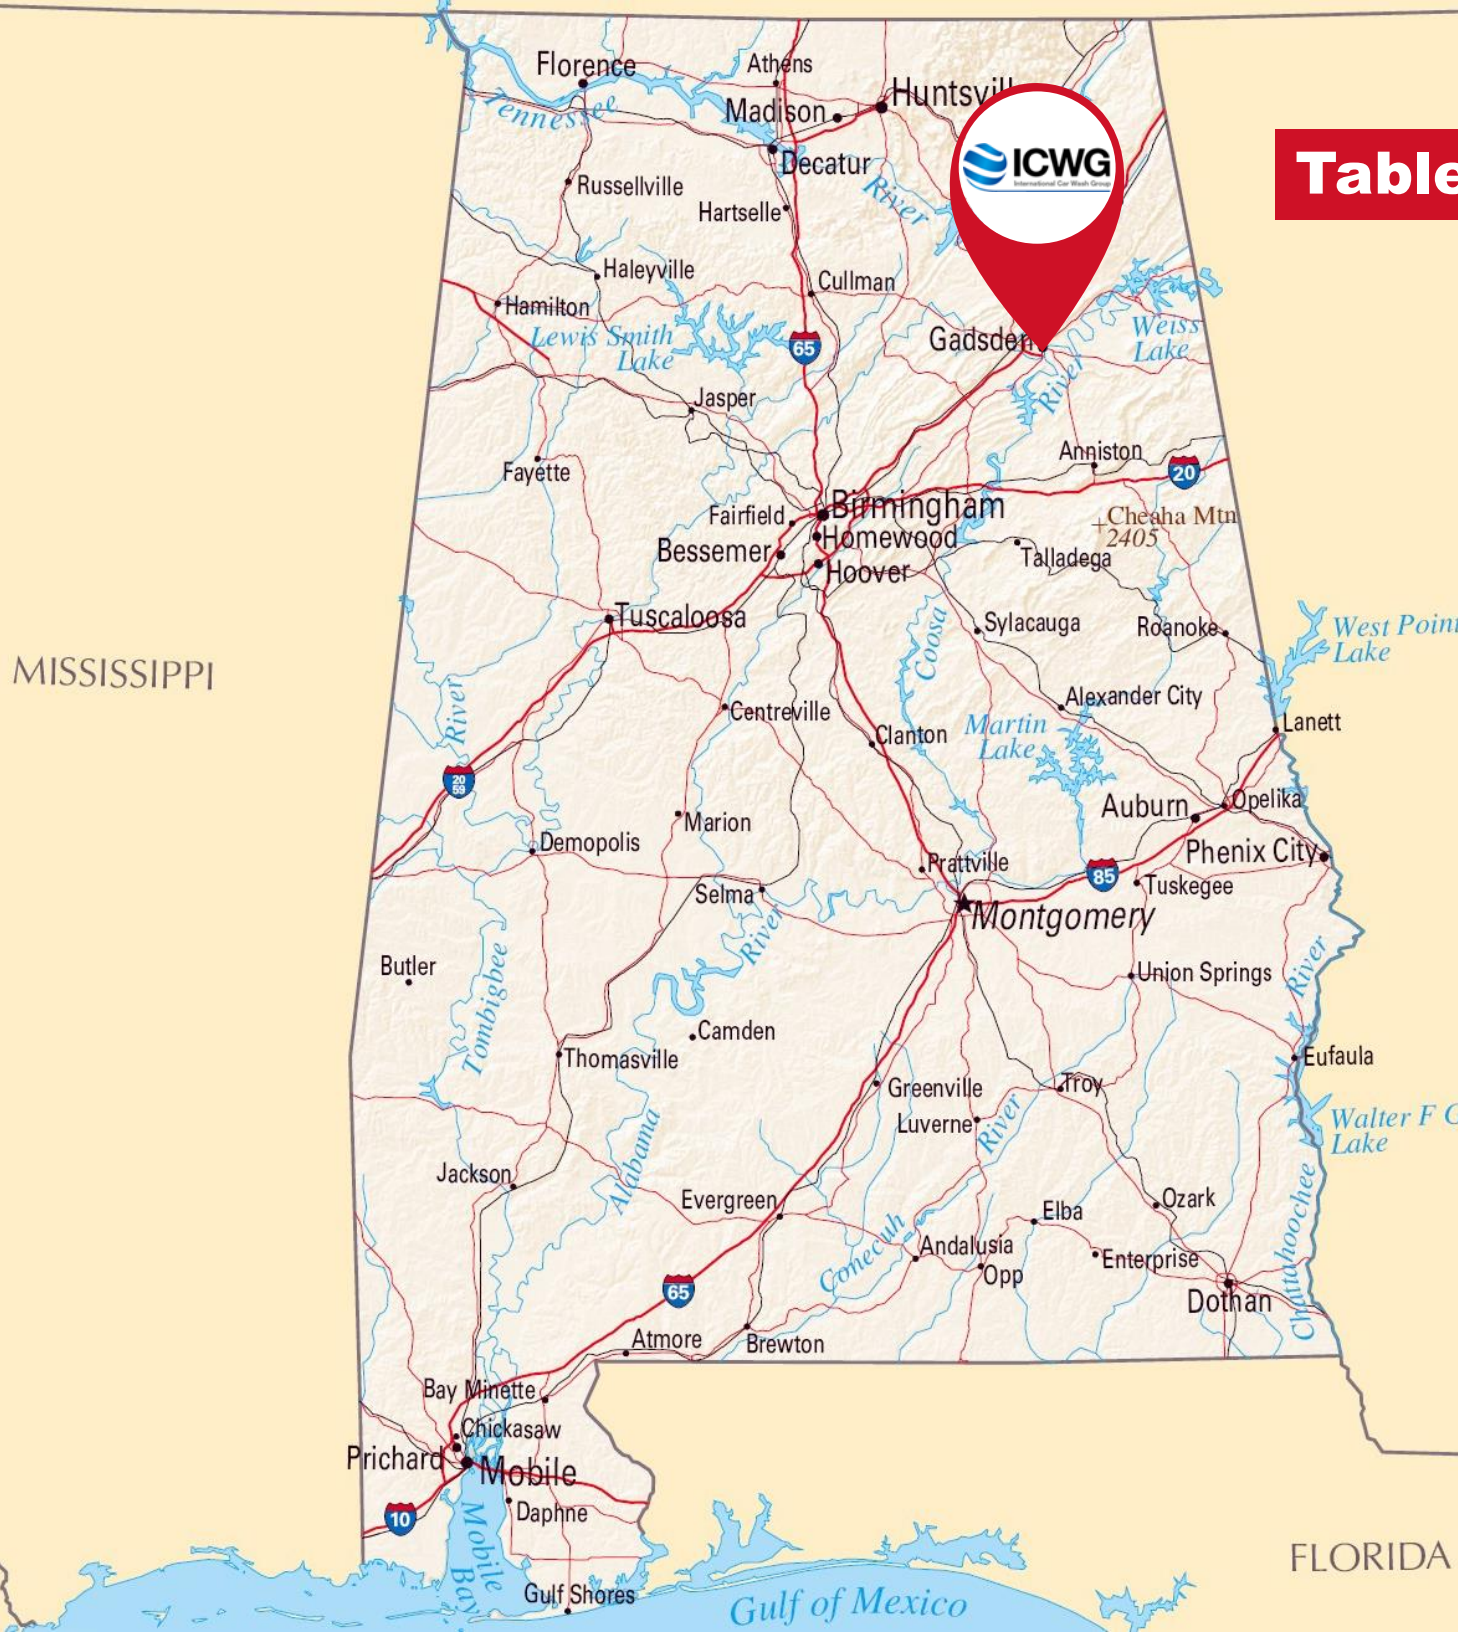 Florence
Athens
Huntsvill
Madison
Tennessee
Decatur
ICWG
International Car Wash Group
Table
River
Russellville
Hartselle
Haleyville
Cullman
Hamilton
Lewis Smith
Lake
65
Gadsden
Weiss
Lake
River
Jasper
Anniston
20
Fayette
Birmingham
Fairfield
Homewood
Cheaha Mtn
2405
Bessemer
Hoover
Talladega
Tuscaloosa
Coosa
Sylacauga
Roanoke
West Poin
Lake
MISSISSIPPI
River
Centreville
Alexander City
Clanton
Martin
Lake
Lanett
20
59
Auburn
Opelika
Marion
Demopolis
Prattville
85
Phenix City
Tuskegee
Selma
Montgomery
River
Butler
Tombigbee
Union Springs
River
Camden
Thomasville
Eufaula
Greenville
Troy
Luverne
River
Walter F
Lake
Alabama
Jackson
Evergreen
Elba
Ozark
Conecuh
Andalusia
Opp
Enterprise
Chattahoochee
65
Dothan
Atmore
Brewton
Bay Minette
Chickasaw
Prichard
Mobile
10
Daphne
Mobile
Bay
FLORIDA
Gulf Shores
Gulf of Mexico